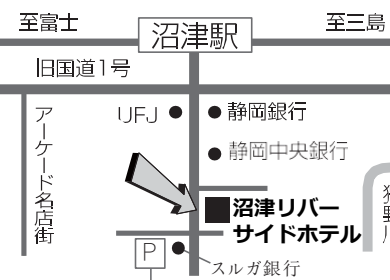 至富士
沼津駅
至三島
旧国道1号
UFJ
静岡銀行
静岡中央銀行
アーケード名店街
沼津リバー
サイドホテル
P
スルガ銀行